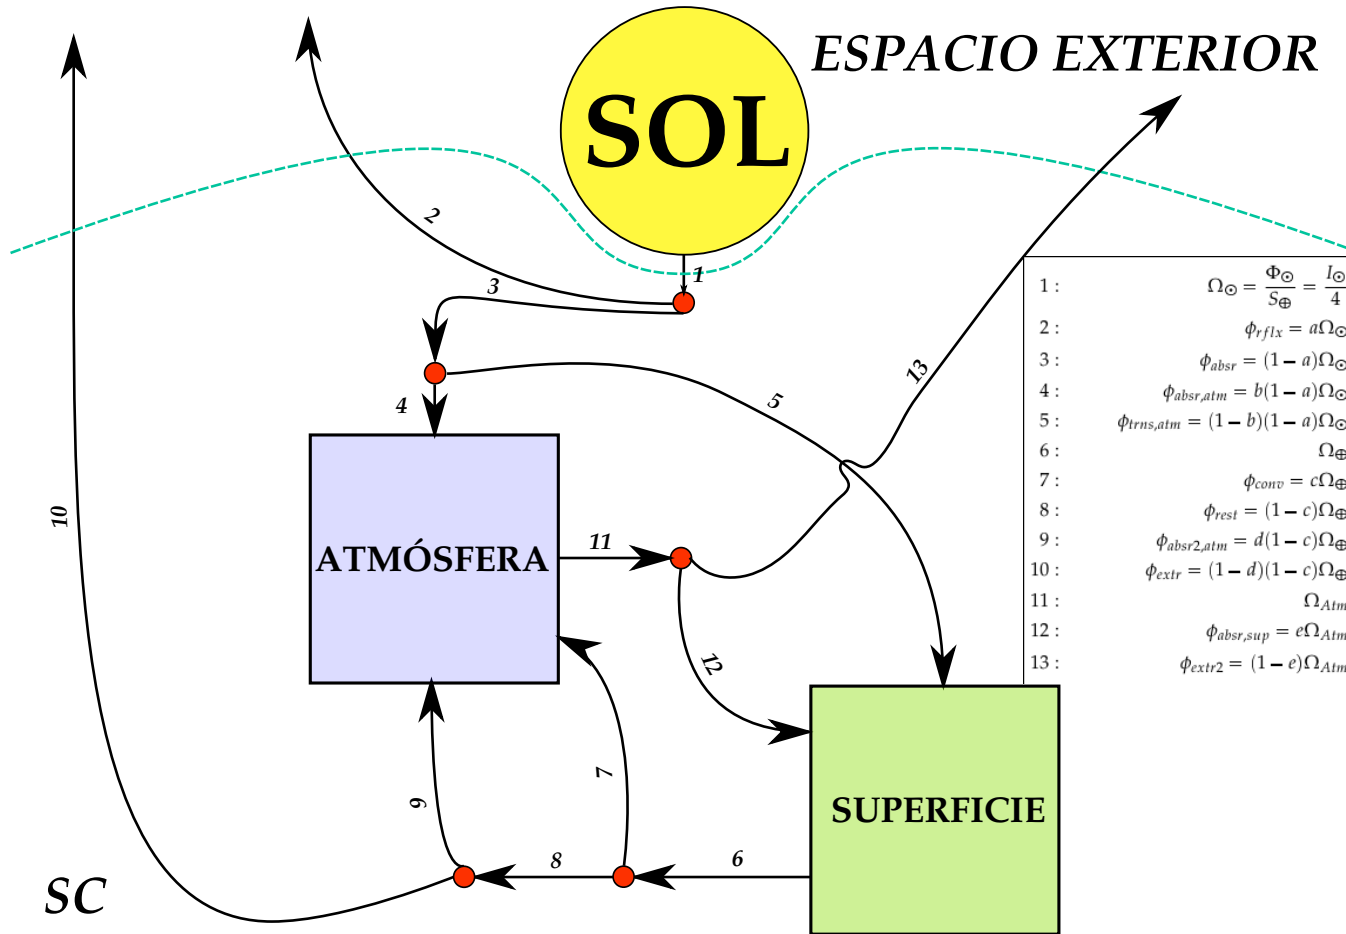 ESPACIO EXTERIOR
SOL
2
1
3
13
1 : Ω⊙ = Φ⊙/S⊕ = I⊙/4
2 : ϕrflx = aΩ⊙
3 : ϕabsr = (1 − a)Ω⊙
4 : ϕabsr,atm = b(1 − a)Ω⊙
5 : ϕtrns,atm = (1 − b)(1 − a)Ω⊙
6 : Ω⊕
7 : ϕconv = cΩ⊕
8 : ϕrest = (1 − c)Ω⊕
9 : ϕabsr2,atm = d(1 − c)Ω⊕
10 : ϕextr = (1 − d)(1 − c)Ω⊕
11 : ΩAtm
12 : ϕabsr,sup = eΩAtm
13 : ϕextr2 = (1 − e)ΩAtm
4
5
10
ATMÓSFERA
11
12
7
9
8
6
SUPERFICIE
SC